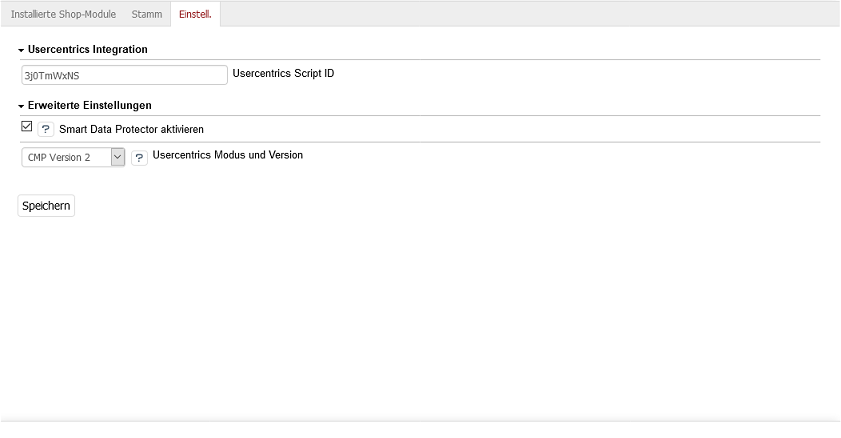 Installierte Shop-Module Stamm Einstell.
Usercentrics Integration
3j0TmWxNS Usercentrics Script ID
Erweiterte Einstellungen
? Smart Data Protector aktivieren
CMP Version 2 ? Usercentrics Modus und Version
Speichern